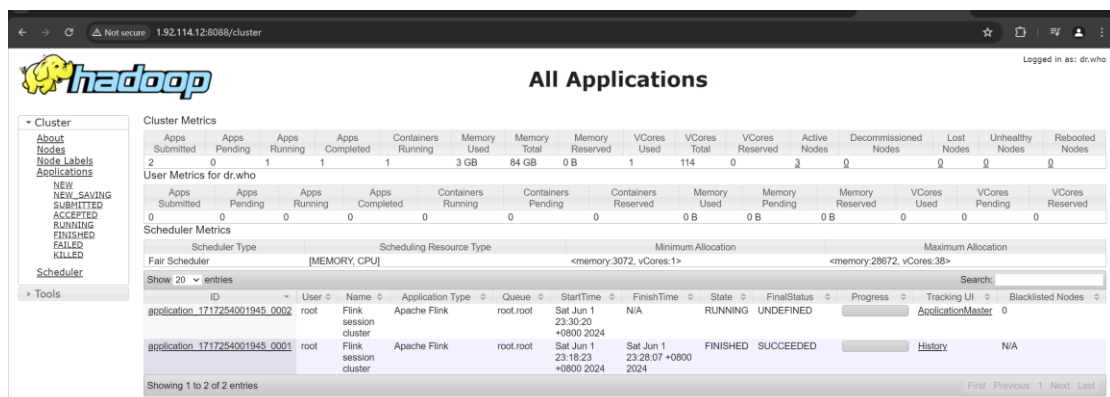 Not secure 1.92.114.12:8088/cluster
Logged in as: dr.who
hadoop
All Applications
Cluster
About
Nodes
Node Labels
Applications
NEW
NEW_SAVING
SUBMITTED
ACCEPTED
RUNNING
FINISHED
FAILED
KILLED
Scheduler
Tools
Cluster Metrics
Apps Submitted Apps Pending Apps Running Apps Completed Containers Running Memory Used Memory Total Memory Reserved VCores Used VCores Total VCores Reserved Active Nodes Decommissioned Nodes Lost Nodes Unhealthy Nodes Rebooted Nodes
2 0 1 1 1 3 GB 84 GB 0 B 1 114 0 3 0 0 0 0
User Metrics for dr.who
Apps Submitted Apps Pending Apps Running Apps Completed Containers Running Containers Pending Containers Reserved Memory Used Memory Pending Memory Reserved VCores Used VCores Pending VCores Reserved
0 0 0 0 0 0 0 0 B 0 B 0 B 0 0 0
Scheduler Metrics
Scheduler Type Scheduling Resource Type Minimum Allocation Maximum Allocation
Fair Scheduler [MEMORY, CPU] <memory:3072, vCores:1> <memory:28672, vCores:38>
Show 20 entries Search:
ID User Name Application Type Queue StartTime FinishTime State FinalStatus Progress Tracking UI Blacklisted Nodes
application_1717254001945_0002 root Flink session cluster Apache Flink root.root Sat Jun 1 23:30:20 +0800 2024 N/A RUNNING UNDEFINED ApplicationMaster 0
application_1717254001945_0001 root Flink session cluster Apache Flink root.root Sat Jun 1 23:18:23 +0800 2024 Sat Jun 1 23:28:07 +0800 2024 FINISHED SUCCEEDED History N/A
Showing 1 to 2 of 2 entries First Previous 1 Next Last